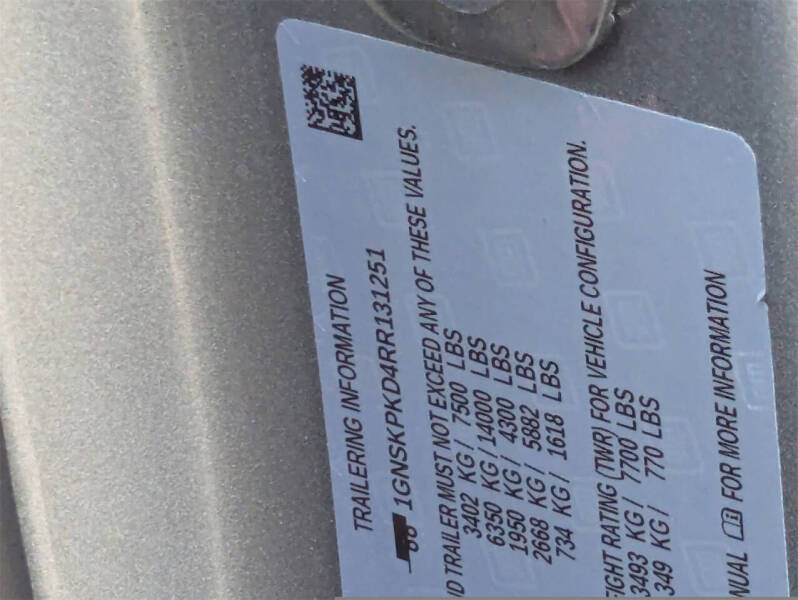 TRAILERING INFORMATION
1GNSKPKD4RR131251
TRAILER MUST NOT EXCEED ANY OF THESE VALUES.
3402 KG/ 7500 LBS
6350 KG/ 14000 LBS
1950 KG/ 4300 LBS
2668 KG/ 5882 LBS
734 KG/ 1618 LBS
RATING (TWR) FOR VEHICLE CONFIGURATION.
3493 KG/ 7700 LBS
349 KG/ 770 LBS
FOR MORE INFORMATION